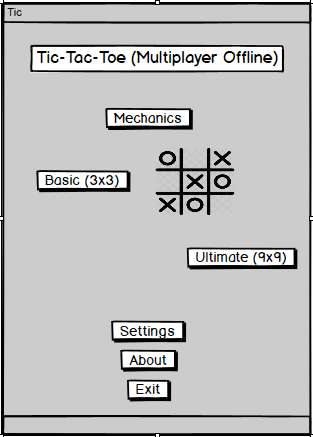 Tic
Tic-Tac-Toe (Multiplayer Offline)
Mechanics
O X
Basic (3x3)
X O
X O
Ultimate (9x9)
Settings
About
Exit